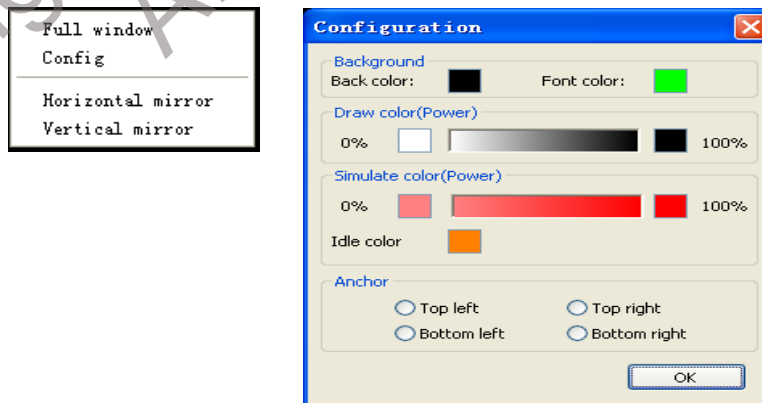 Full window
Config
Horizontal mirror
Vertical mirror
Configuration
Background
Back color: Font color:
Draw color(Power)
0% 100%
Simulate color(Power)
0% 100%
Idle color
Anchor
Top left Top right
Bottom left Bottom right
OK